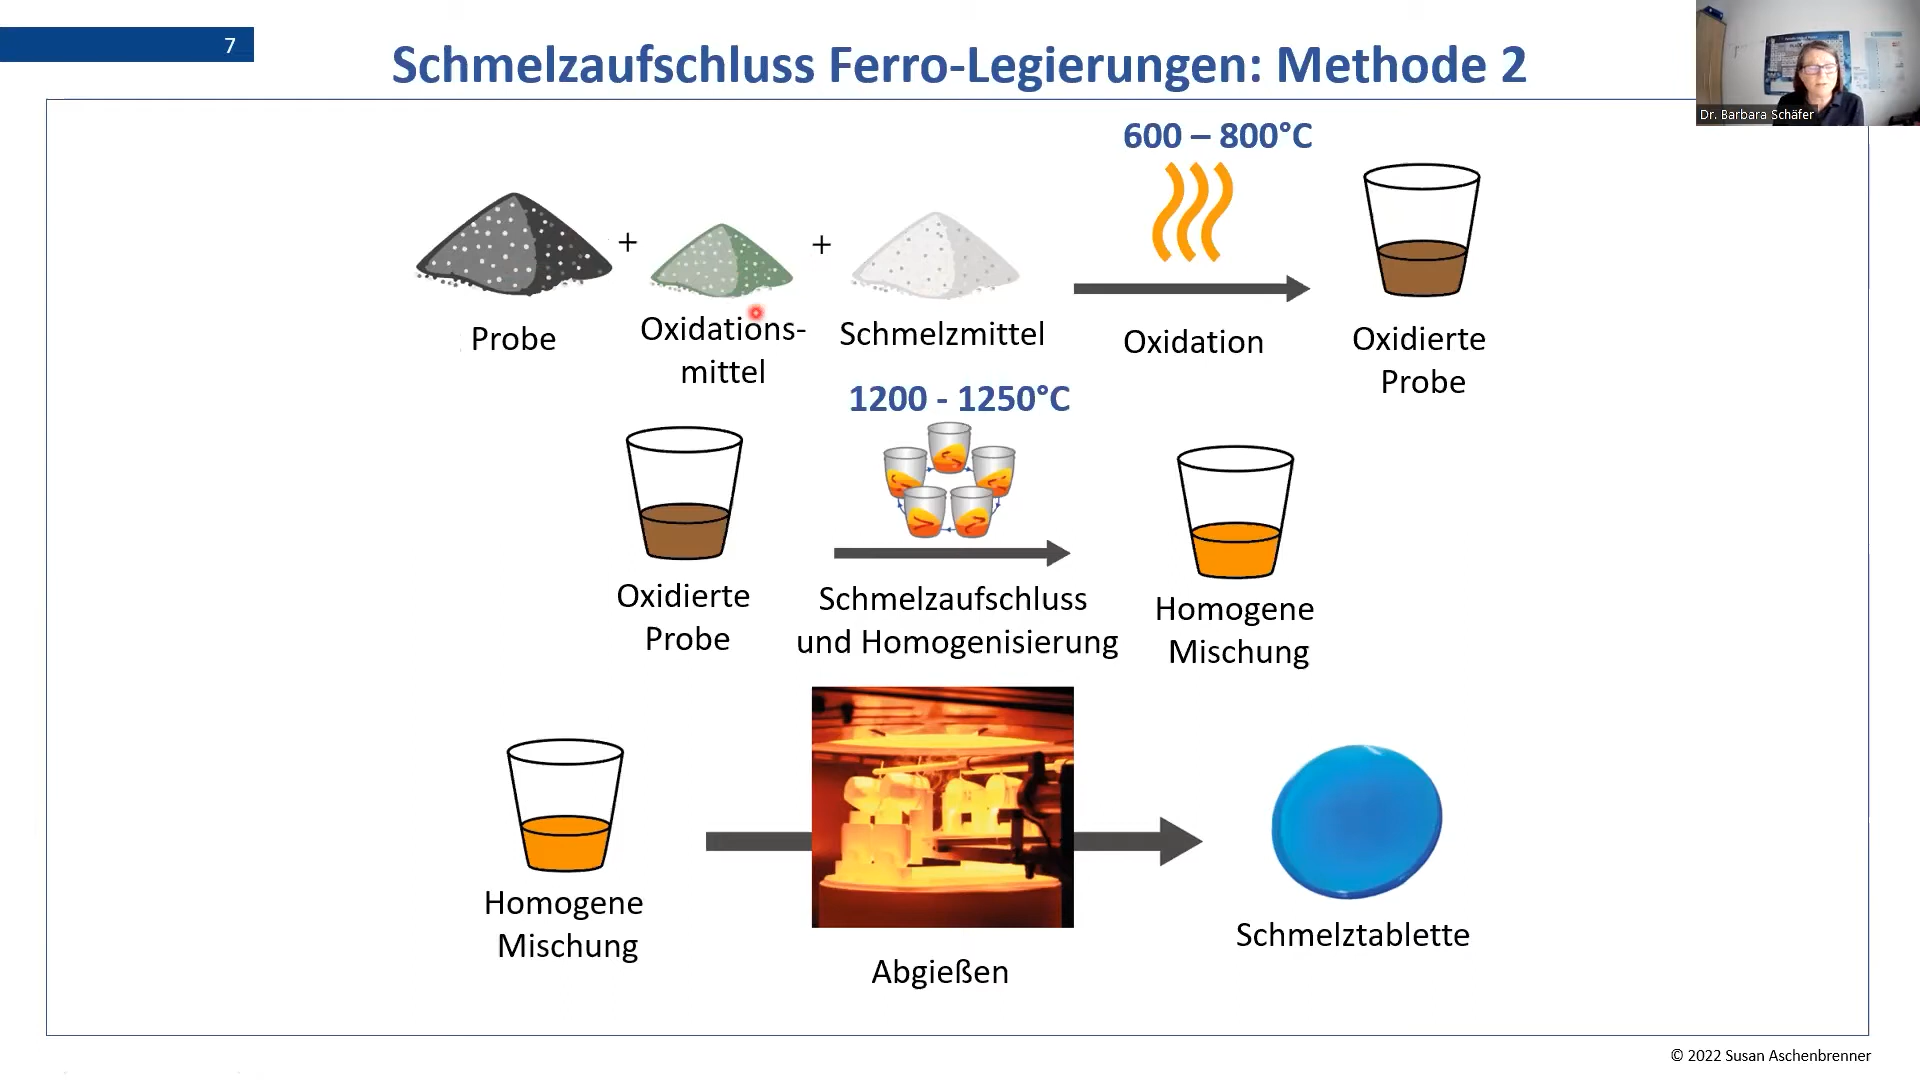 7
Schmelzaufschluss Ferro-Legierungen: Methode 2
Dr. Barbara Schäfer
600 – 800°C
+
+
Probe
Oxidations-
mittel
Schmelzmittel
Oxidation
Oxidierte
Probe
1200 - 1250°C
Oxidierte
Probe
Schmelzaufschluss
und Homogenisierung
Homogene
Mischung
Homogene
Mischung
Abgießen
Schmelztablette
© 2022 Susan Aschenbrenner